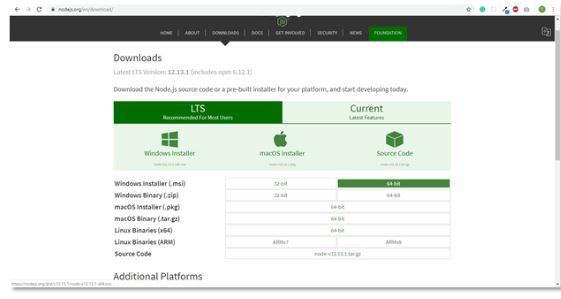 nodejs.org/en/download/
HOME | ABOUT | DOWNLOADS | DOCS | GET INVOLVED | SECURITY | NEWS | FOUNDATION
Downloads
Latest LTS Version: 12.13.1 (includes npm 6.12.1)
Download the Node.js source code or a pre-built installer for your platform, and start developing today.
LTS
Recommended For Most Users
Current
Latest Features
Windows Installer
macOS Installer
Source Code
Windows Installer (.msi) 32-bit 64-bit
Windows Binary (.zip) 32-bit 64-bit
macOS Installer (.pkg) 64-bit
macOS Binary (.tar.gz) 64-bit
Linux Binaries (x64) 64-bit
Linux Binaries (ARM) ARMv7 ARMv8
Source Code node-v12.13.1.tar.gz
Additional Platforms
https://nodejs.org/dist/v12.13.1/node-v12.13.1-x64.msi